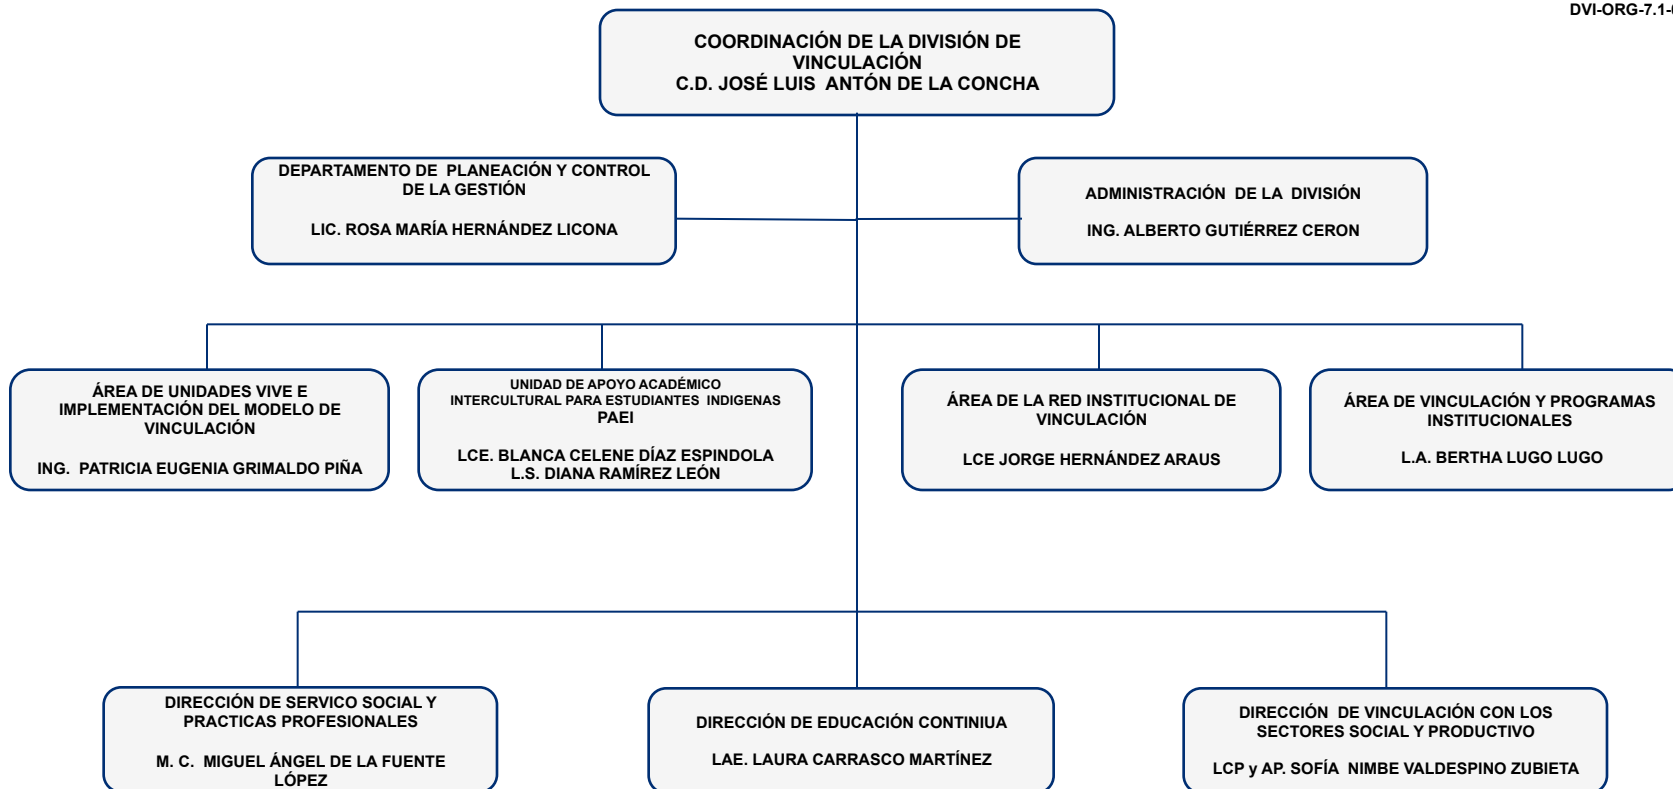 DVI-ORG-7.1-
COORDINACIÓN DE LA DIVISIÓN DE
VINCULACIÓN
C.D. JOSÉ LUIS ANTÓN DE LA CONCHA
DEPARTAMENTO DE PLANEACIÓN Y CONTROL
DE LA GESTIÓN
LIC. ROSA MARÍA HERNÁNDEZ LICONA
ADMINISTRACIÓN DE LA DIVISIÓN
ING. ALBERTO GUTIÉRREZ CERON
ÁREA DE UNIDADES VIVE E
IMPLEMENTACIÓN DEL MODELO DE
VINCULACIÓN
ING. PATRICIA EUGENIA GRIMALDO PIÑA
UNIDAD DE APOYO ACADÉMICO
INTERCULTURAL PARA ESTUDIANTES INDIGENAS
PAEI
LCE. BLANCA CELENE DÍAZ ESPINDOLA
L.S. DIANA RAMÍREZ LEÓN
ÁREA DE LA RED INSTITUCIONAL DE
VINCULACIÓN
LCE JORGE HERNÁNDEZ ARAUS
ÁREA DE VINCULACIÓN Y PROGRAMAS
INSTITUCIONALES
L.A. BERTHA LUGO LUGO
DIRECCIÓN DE SERVICO SOCIAL Y
PRACTICAS PROFESIONALES
M. C. MIGUEL ÁNGEL DE LA FUENTE
LÓPEZ
DIRECCIÓN DE EDUCACIÓN CONTINIUA
LAE. LAURA CARRASCO MARTÍNEZ
DIRECCIÓN DE VINCULACIÓN CON LOS
SECTORES SOCIAL Y PRODUCTIVO
LCP y AP. SOFÍA NIMBE VALDESPINO ZUBIETA